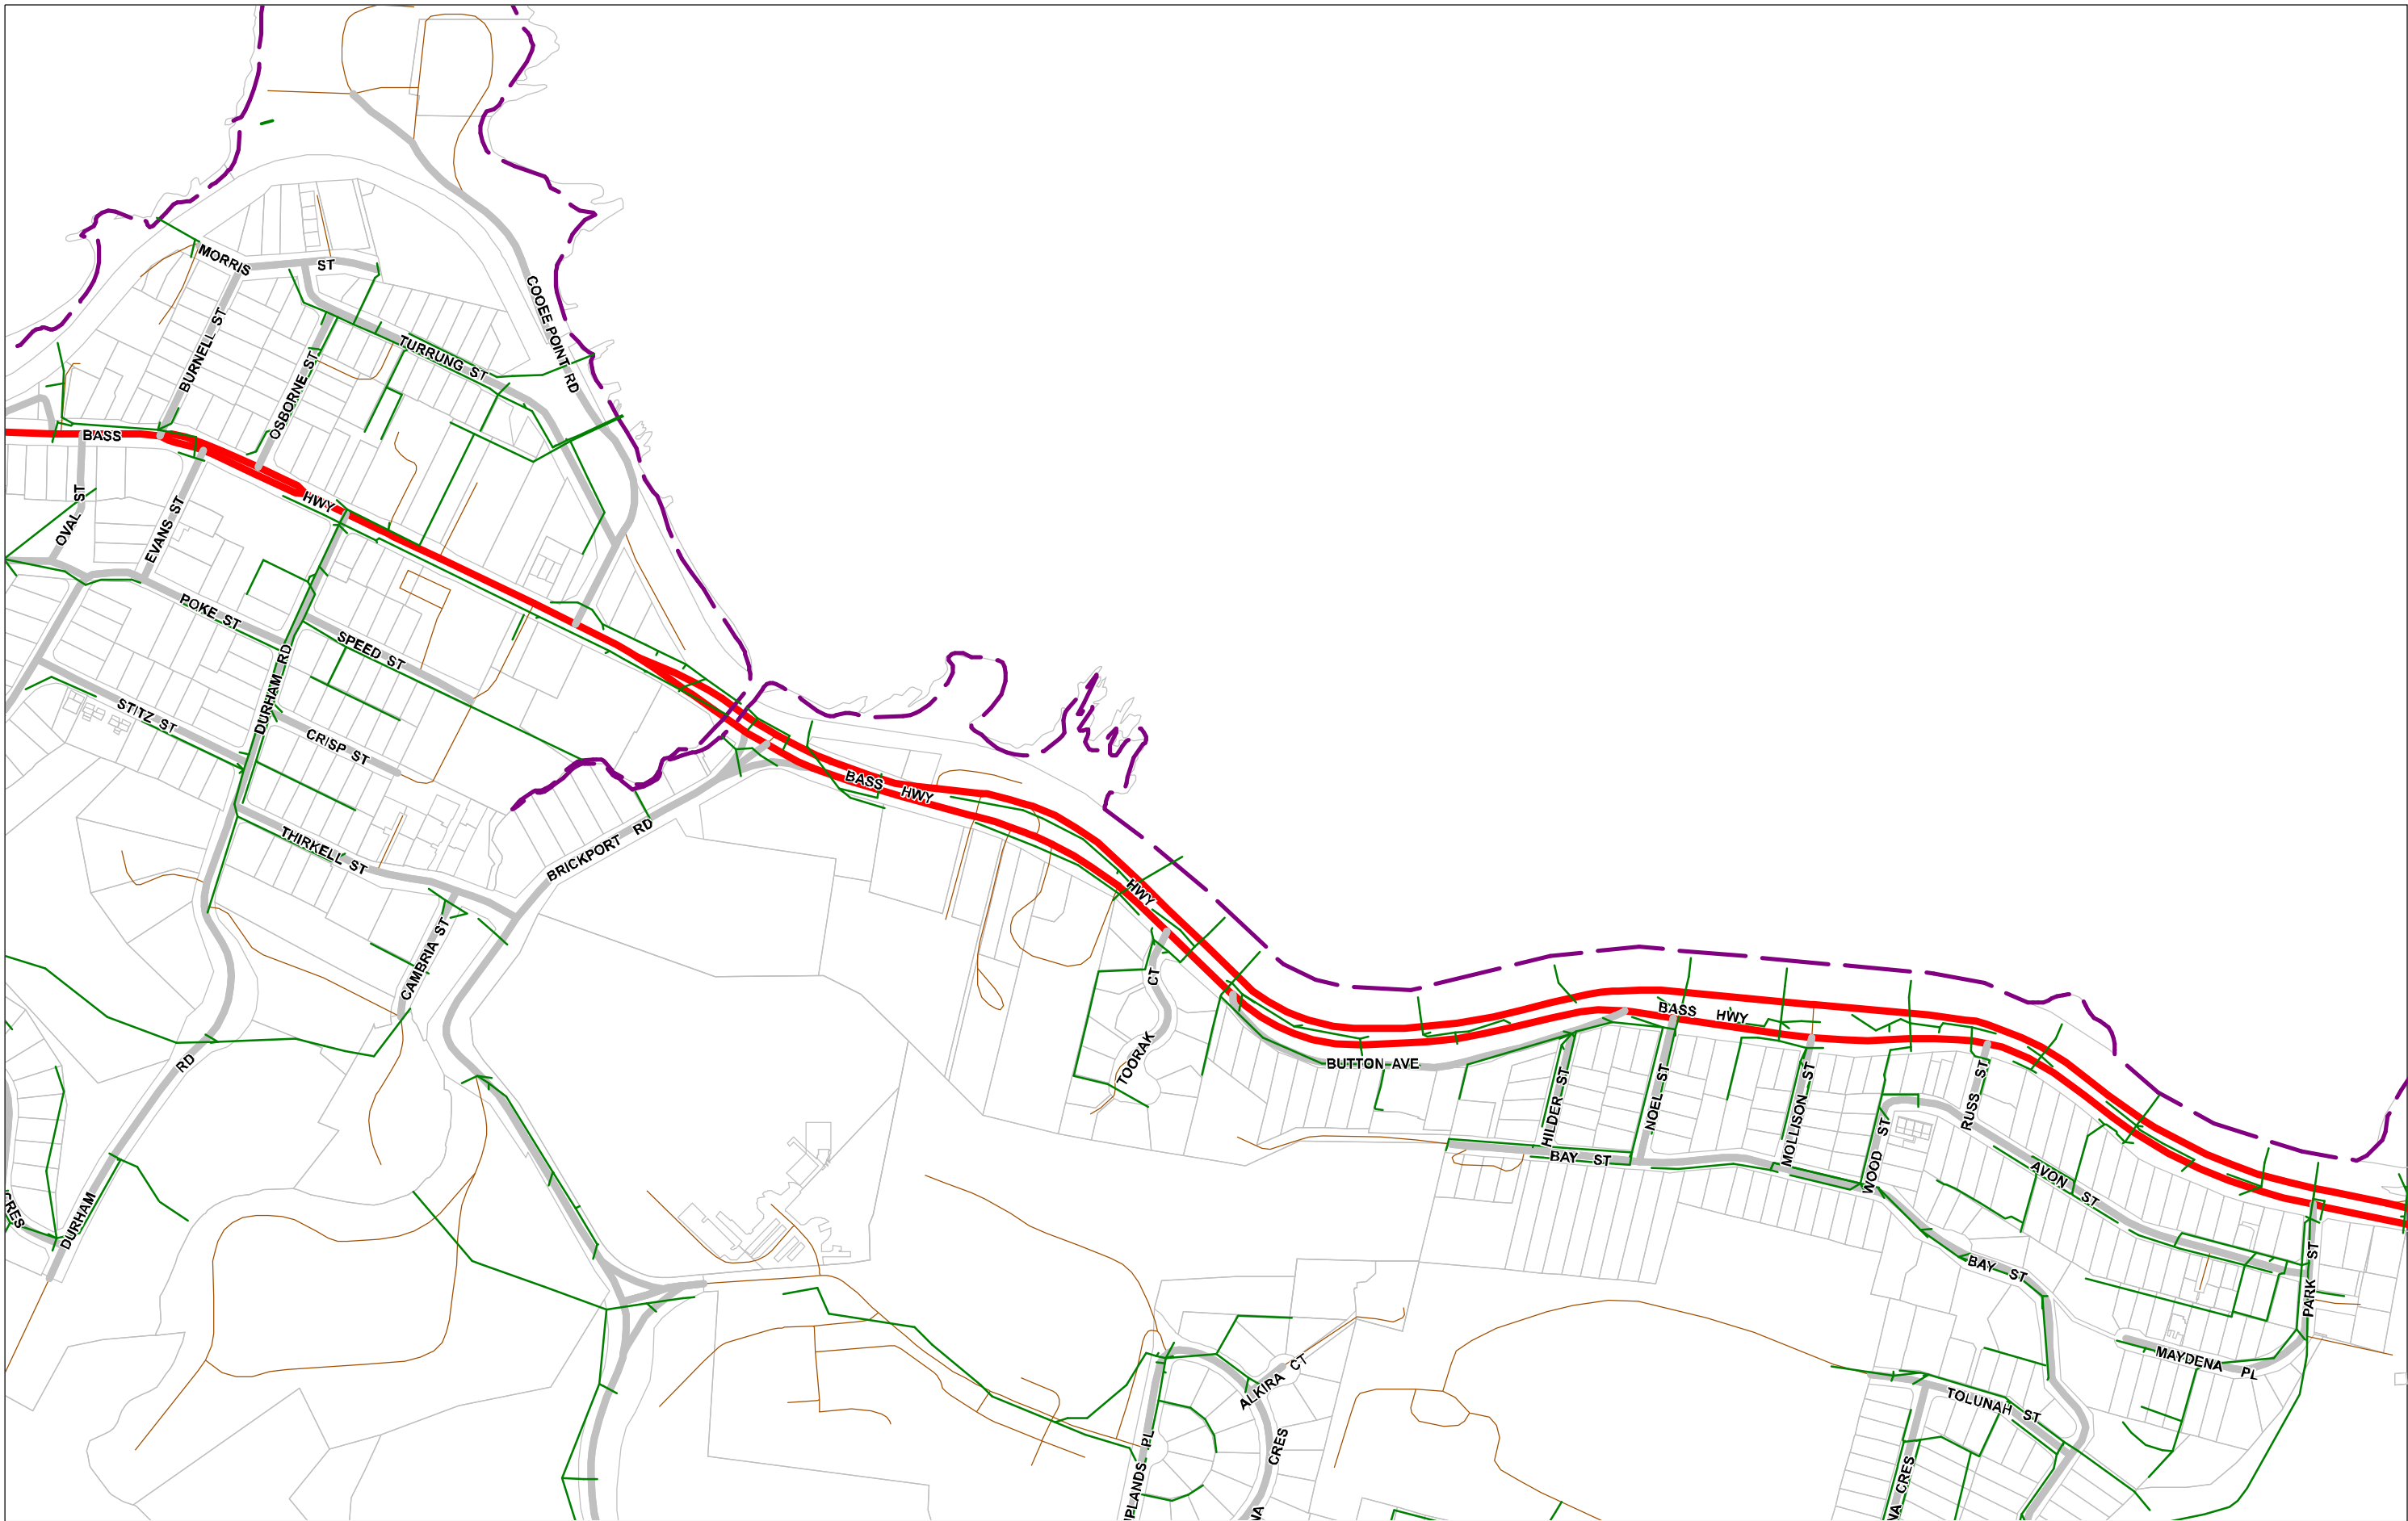 MORRIS ST
COOEE POINT RD
BURNELL ST
TURRUNG ST
OSBORNE ST
BASS
HWY
OVAL ST
EVANS ST
POKE ST
SPEED ST
DURHAM RD
STITZ ST
CRISP ST
BASS HWY
THIRKELL ST
BRICKPORT RD
HWY
CAMBRIA ST
TOORAK CT
BASS HWY
BUTTON AVE
RD
HILDER ST
NOEL ST
MOLLISON ST
RUSS ST
WOOD ST
BAY ST
AVON ST
CRES
DURHAM
BAY ST
PARK ST
MAYDENA PL
ALKIRA CT
TOLUNAH ST
PLANDS PL
CRES
NA
NA CRES